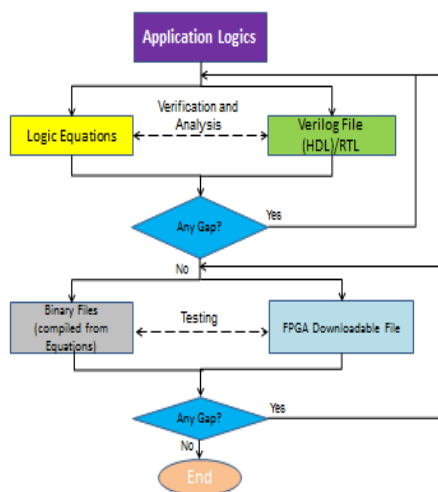 Application Logics
Verification and
Analysis
Logic Equations
Verilog File
(HDL)/RTL
Any Gap?
Yes
No
Binary Files
(compiled from
Equations)
Testing
FPGA Downloadable File
Any Gap?
Yes
No
End